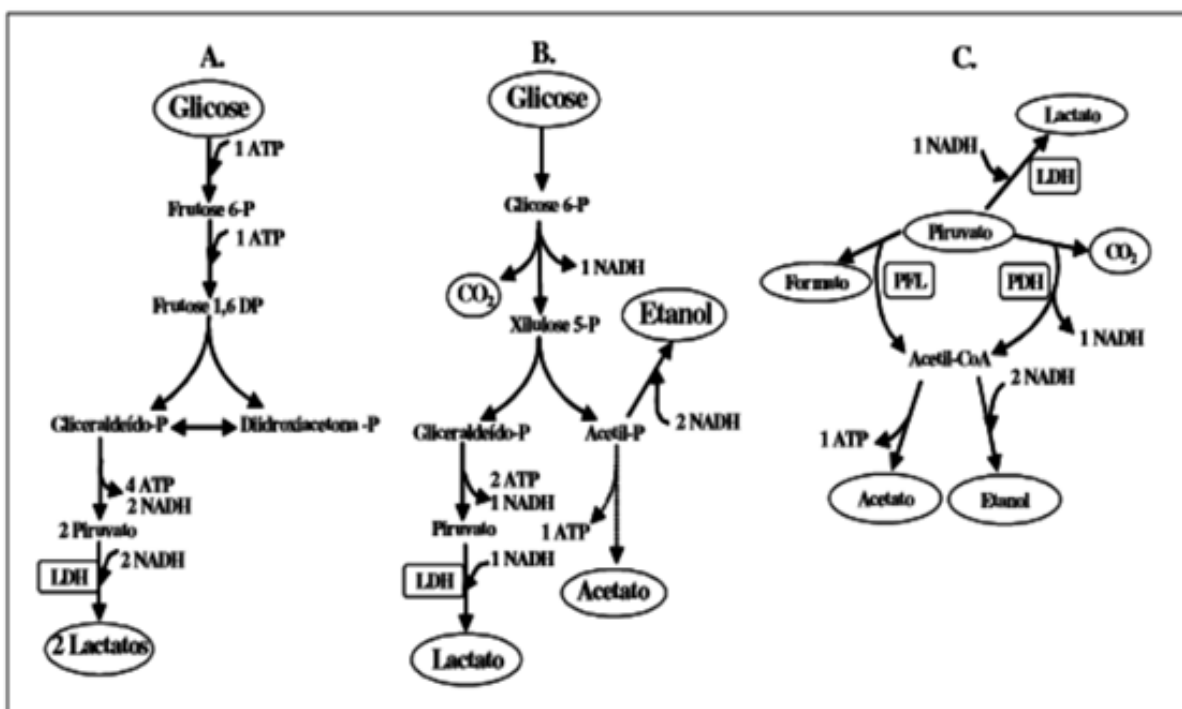 A.
Glicose
1 ATP
Frutose 6-P
1 ATP
Frutose 1,6 DP
Gliceraldeído-P
Diidroxiacetona -P
4 ATP
2 NADH
2 Piruvato
LDH
2 NADH
2 Lactatos
B.
Glicose
Glicose 6-P
CO2
1 NADH
Xilulose 5-P
Etanol
Gliceraldeído-P
Acetil-P
2 NADH
2 ATP
1 NADH
1 ATP
Piruvato
LDH
1 NADH
Acetato
Lactato
C.
Lactato
1 NADH
LDH
Piruvato
CO2
Formato
PFL
PDH
1 NADH
Acetil-CoA
2 NADH
1 ATP
Acetato
Etanol